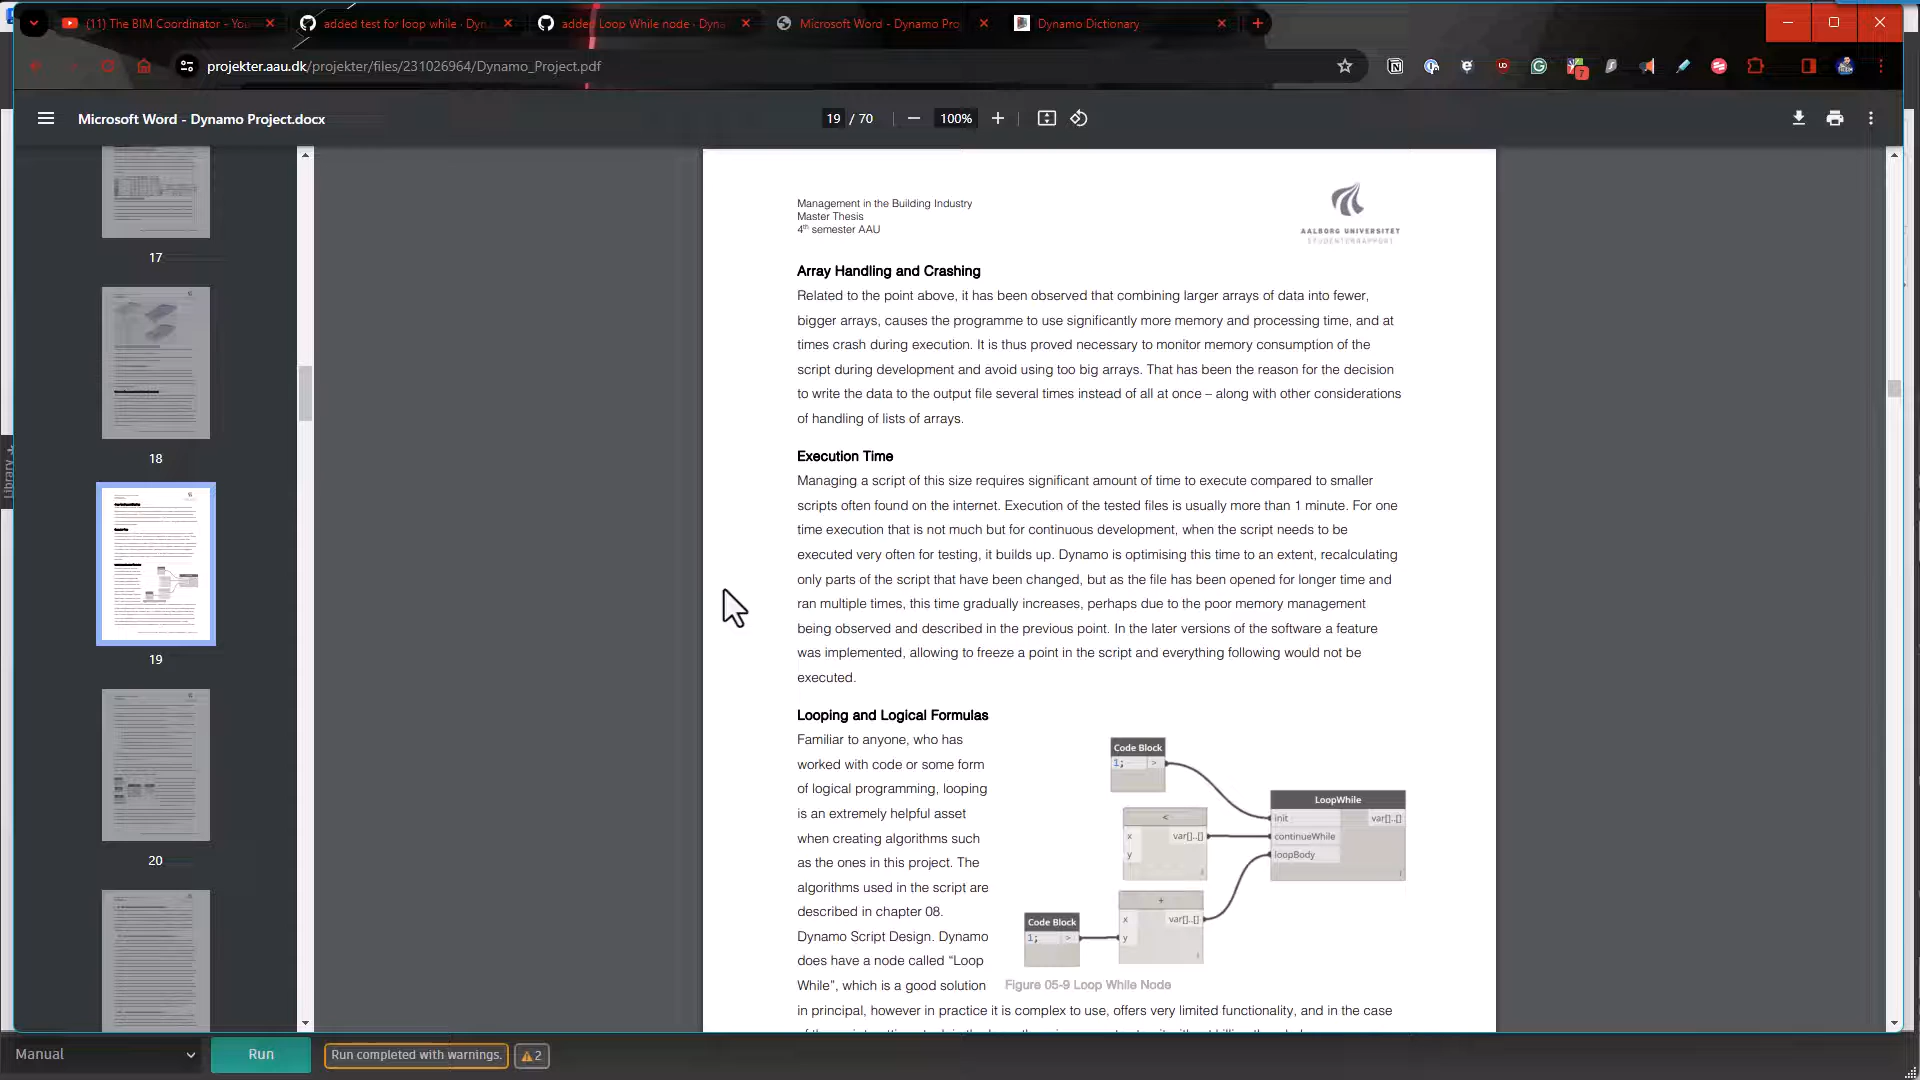 (11) The BIM Coordinator - You
added test for loop while · Dyn
added Loop While node · Dyna
Microsoft Word - Dynamo Pro
Dynamo Dictionary
projekter.aau.dk/projekter/files/231026964/Dynamo_Project.pdf
7
Microsoft Word - Dynamo Project.docx
19 / 70
100%
17
18
19
20
Library
Management in the Building Industry
Master Thesis
4th semester AAU
AALBORG UNIVERSITET
STUDENTERRAPPORT
Array Handling and Crashing
Related to the point above, it has been observed that combining larger arrays of data into fewer,
bigger arrays, causes the programme to use significantly more memory and processing time, and at
times crash during execution. It is thus proved necessary to monitor memory consumption of the
script during development and avoid using too big arrays. That has been the reason for the decision
to write the data to the output file several times instead of all at once – along with other considerations
of handling of lists of arrays.
Execution Time
Managing a script of this size requires significant amount of time to execute compared to smaller
scripts often found on the internet. Execution of the tested files is usually more than 1 minute. For one
time execution that is not much but for continuous development, when the script needs to be
executed very often for testing, it builds up. Dynamo is optimising this time to an extent, recalculating
only parts of the script that have been changed, but as the file has been opened for longer time and
ran multiple times, this time gradually increases, perhaps due to the poor memory management
being observed and described in the previous point. In the later versions of the software a feature
was implemented, allowing to freeze a point in the script and everything following would not be
executed.
Looping and Logical Formulas
Familiar to anyone, who has
worked with code or some form
of logical programming, looping
is an extremely helpful asset
when creating algorithms such
as the ones in this project. The
algorithms used in the script are
described in chapter 08.
Dynamo Script Design. Dynamo
does have a node called “Loop
While”, which is a good solution
in principal, however in practice it is complex to use, offers very limited functionality, and in the case
Code Block
1; >
<
x var[]..[]
y
LoopWhile
init var[]..[]
continueWhile
loopBody
+
x var[]..[]
y
Code Block
1; >
Figure 05-9 Loop While Node
Manual
Run
Run completed with warnings.
2